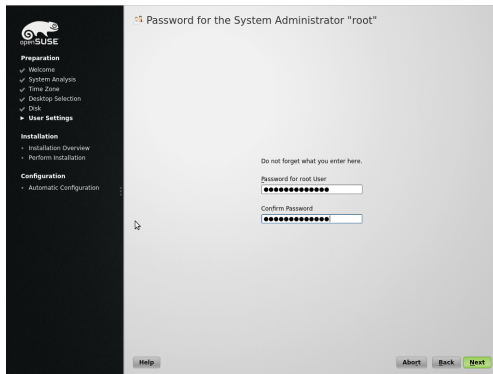 openSUSE
Preparation
Welcome
System Analysis
Time Zone
Desktop Selection
Disk
User Settings
Installation
Installation Overview
Perform Installation
Configuration
Automatic Configuration
Password for the System Administrator "root"
Do not forget what you enter here.
Password for root User
●●●●●●●●●●●●●
Confirm Password
●●●●●●●●●●●●●
Help
Abort
Back
Next